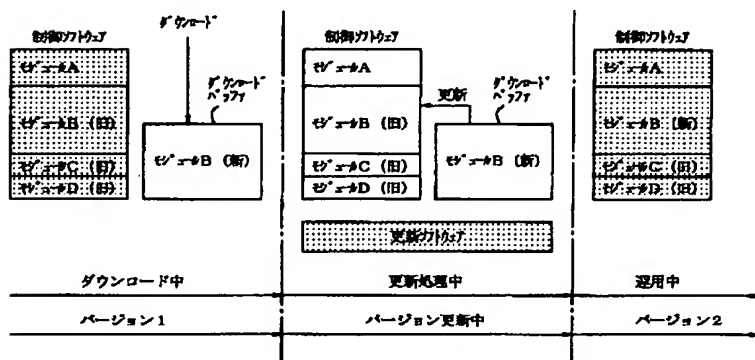 制御ソフトウェア
モジュールA
モジュールB (旧)
モジュールC (旧)
モジュールD (旧)
ダウンロード
ダウンロード
バッファ
モジュールB (新)
制御ソフトウェア
モジュールA
モジュールB (旧)
モジュールC (旧)
モジュールD (旧)
更新
ダウンロード
バッファ
モジュールB (新)
更新ソフトウェア
制御ソフトウェア
モジュールA
モジュールB (新)
モジュールC (旧)
モジュールD (旧)
ダウンロード中
更新処理中
運用中
バージョン1
バージョン更新中
バージョン2